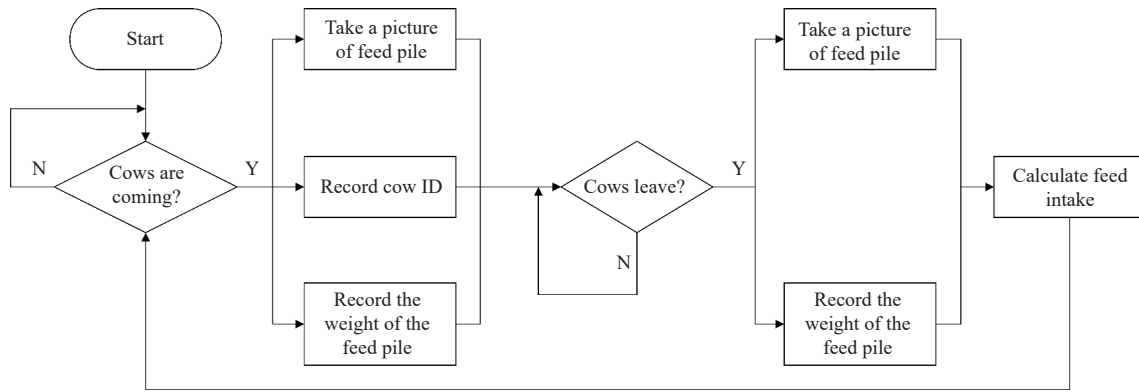 Start
Cows are
coming?
N
Y
Take a picture
of feed pile
Record cow ID
Record the
weight of the
feed pile
Cows leave?
N
Y
Take a picture
of feed pile
Record the
weight of the
feed pile
Calculate feed
intake